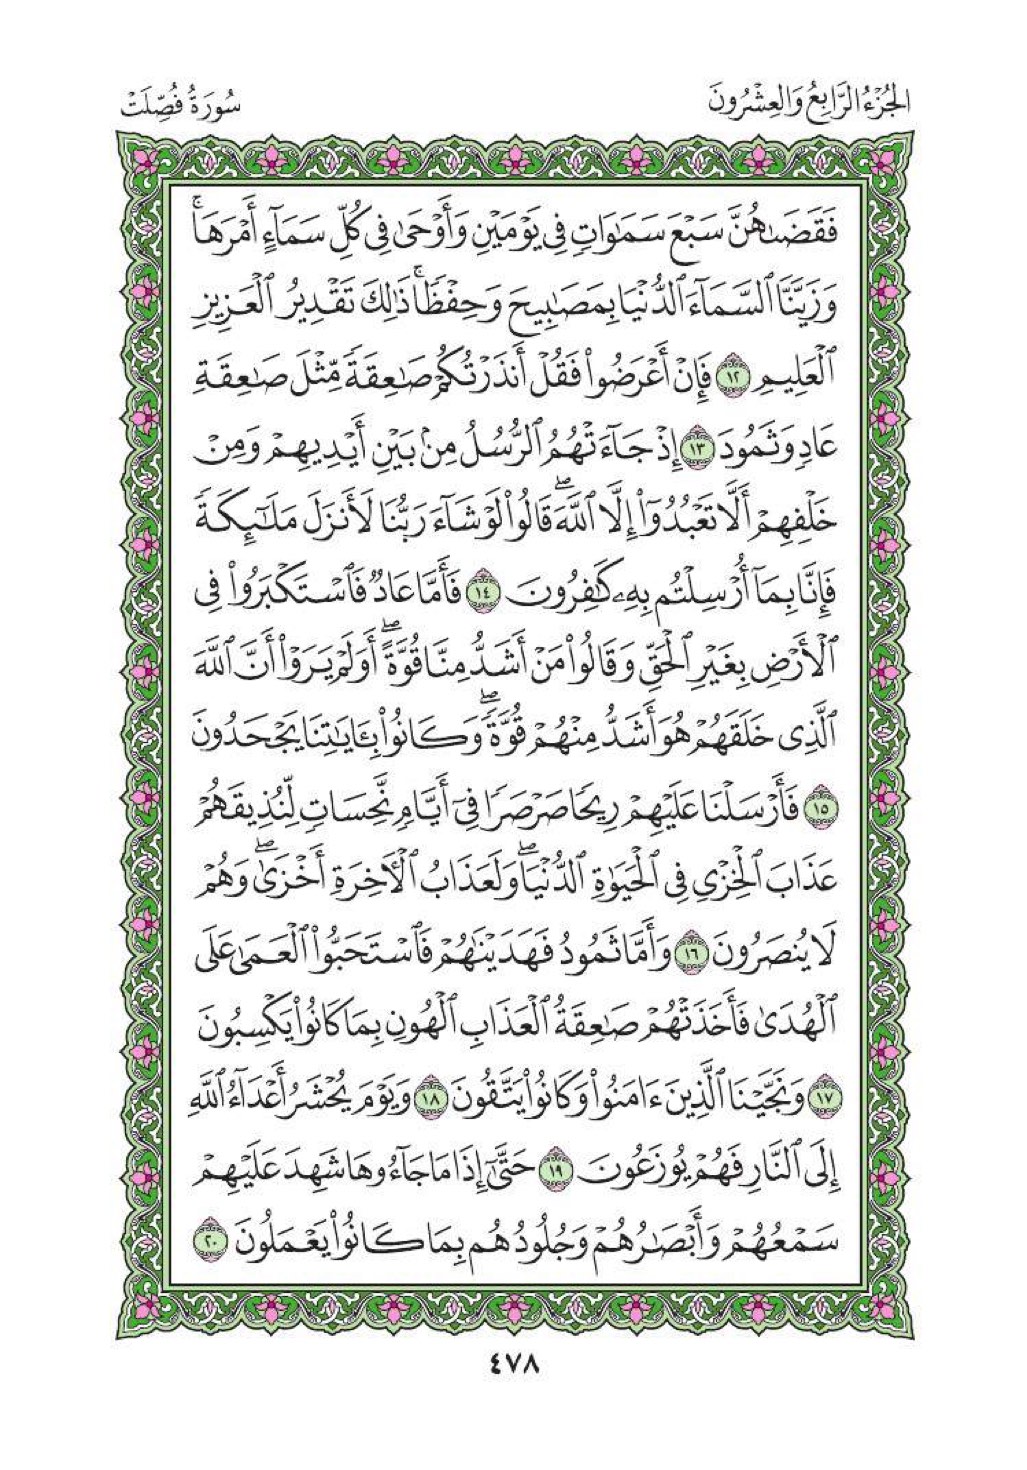 الجُزْءُ الرَّابِعُ وَالعِشْرُونَ
سُورَةُ فُصِّلَتْ
فَقَضَىٰهُنَّ سَبْعَ سَمَٰوَاتٖ فِي يَوْمَيْنِ وَأَوْحَىٰ فِي كُلِّ سَمَآءٍ أَمْرَهَاۚ
وَزَيَّنَّا ٱلسَّمَآءَ ٱلدُّنْيَا بِمَصَٰبِيحَ وَحِفْظٗاۚ ذَٰلِكَ تَقْدِيرُ ٱلْعَزِيزِ
ٱلْعَلِيمِ ١٢ فَإِنْ أَعْرَضُواْ فَقُلْ أَنذَرْتُكُمْ صَٰعِقَةٗ مِّثْلَ صَٰعِقَةِ
عَادٖ وَثَمُودَ ١٣ إِذْ جَآءَتْهُمُ ٱلرُّسُلُ مِنۢ بَيْنِ أَيْدِيهِمْ وَمِنْ
خَلْفِهِمْ أَلَّا تَعْبُدُوٓاْ إِلَّا ٱللَّهَۖ قَالُواْ لَوْ شَآءَ رَبُّنَا لَأَنزَلَ مَلَٰٓئِكَةٗ
فَإِنَّا بِمَآ أُرْسِلْتُم بِهِۦ كَٰفِرُونَ ١٤ فَأَمَّا عَادٞ فَٱسْتَكْبَرُواْ فِي
ٱلْأَرْضِ بِغَيْرِ ٱلْحَقِّ وَقَالُواْ مَنْ أَشَدُّ مِنَّا قُوَّةًۖ أَوَلَمْ يَرَوْاْ أَنَّ ٱللَّهَ
ٱلَّذِي خَلَقَهُمْ هُوَ أَشَدُّ مِنْهُمْ قُوَّةٗۖ وَكَانُواْ بِـَٔايَٰتِنَا يَجْحَدُونَ
١٥ فَأَرْسَلْنَا عَلَيْهِمْ رِيحٗا صَرْصَرٗا فِيٓ أَيَّامٖ نَّحِسَاتٖ لِّنُذِيقَهُمْ
عَذَابَ ٱلْخِزْيِ فِي ٱلْحَيَوٰةِ ٱلدُّنْيَاۖ وَلَعَذَابُ ٱلْأٓخِرَةِ أَخْزَىٰۖ وَهُمْ
لَا يُنصَرُونَ ١٦ وَأَمَّا ثَمُودُ فَهَدَيْنَٰهُمْ فَٱسْتَحَبُّواْ ٱلْعَمَىٰ عَلَى
ٱلْهُدَىٰ فَأَخَذَتْهُمْ صَٰعِقَةُ ٱلْعَذَابِ ٱلْهُونِ بِمَا كَانُواْ يَكْسِبُونَ
١٧ وَنَجَّيْنَا ٱلَّذِينَ ءَامَنُواْ وَكَانُواْ يَتَّقُونَ ١٨ وَيَوْمَ يُحْشَرُ أَعْدَآءُ ٱللَّهِ
إِلَى ٱلنَّارِ فَهُمْ يُوزَعُونَ ١٩ حَتَّىٰٓ إِذَا مَا جَآءُوهَا شَهِدَ عَلَيْهِمْ
سَمْعُهُمْ وَأَبْصَٰرُهُمْ وَجُلُودُهُم بِمَا كَانُواْ يَعْمَلُونَ ٢٠
٤٧٨